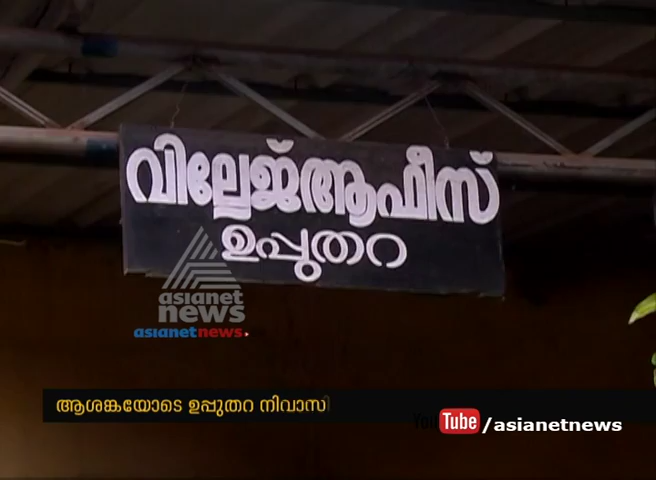 വില്ലേജ്ആഫീസ്
ഉപ്പുതറ
asianet
news
asianetnews.
ആശങ്കയോടെ ഉപ്പുതറ നിവാസി
YouTube /asianetnews